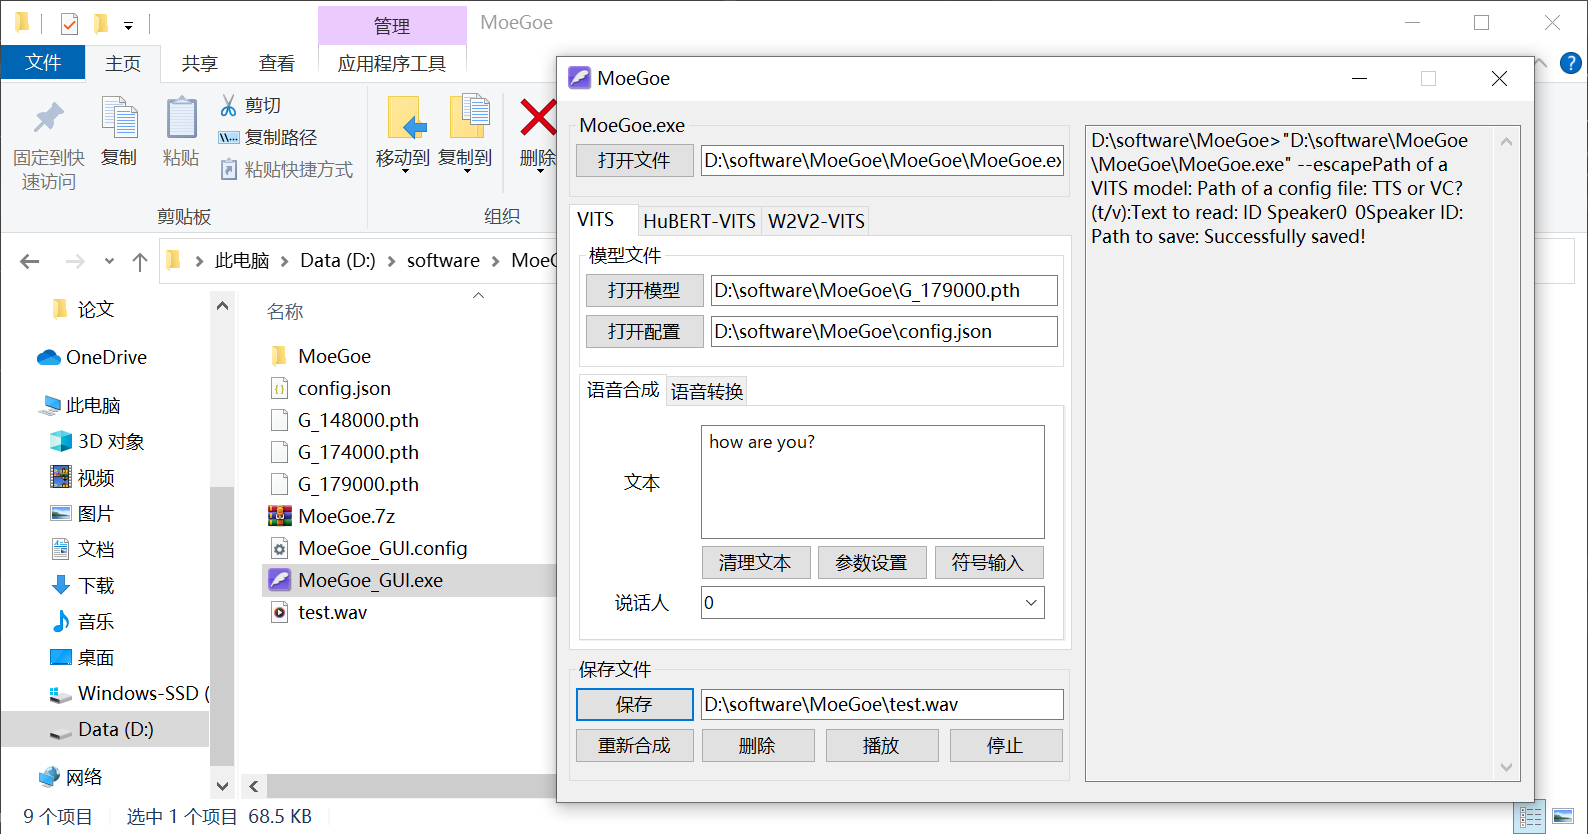 管理
MoeGoe
文件
主页
共享
查看
应用程序工具
固定到快
速访问
复制
粘贴
剪切
复制路径
粘贴快捷方式
剪贴板
移动到
复制到
删除
组织
此电脑
Data (D:)
software
名称
论文
OneDrive
此电脑
3D 对象
视频
图片
文档
下载
音乐
桌面
Windows-SSD (
Data (D:)
网络
MoeGoe
config.json
G_148000.pth
G_174000.pth
G_179000.pth
MoeGoe.7z
MoeGoe_GUI.config
MoeGoe_GUI.exe
test.wav
9 个项目
选中 1 个项目 68.5 KB
MoeGoe
MoeGoe.exe
打开文件
D:\software\MoeGoe\MoeGoe\MoeGoe.ex
VITS
HuBERT-VITS
W2V2-VITS
模型文件
打开模型
D:\software\MoeGoe\G_179000.pth
打开配置
D:\software\MoeGoe\config.json
语音合成
语音转换
文本
how are you?
清理文本
参数设置
符号输入
说话人
0
保存文件
保存
D:\software\MoeGoe\test.wav
重新合成
删除
播放
停止
D:\software\MoeGoe>"D:\software\MoeGoe
\MoeGoe\MoeGoe.exe" --escapePath of a
VITS model: Path of a config file: TTS or VC?
(t/v):Text to read: ID Speaker0 0Speaker ID:
Path to save: Successfully saved!